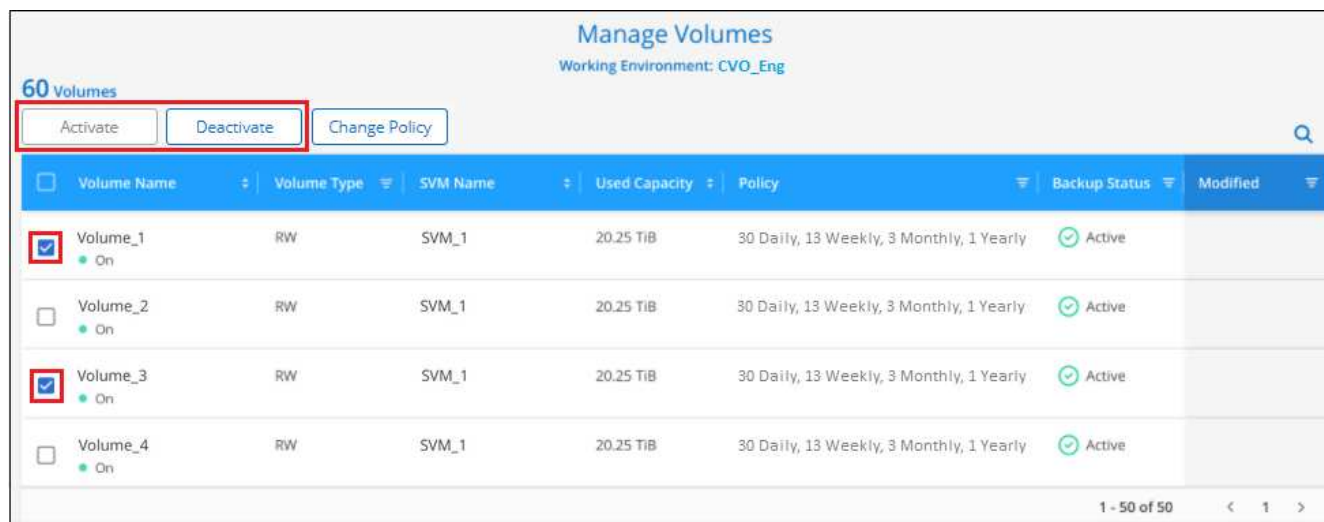 Manage Volumes
Working Environment: CVO_Eng
60 Volumes
Activate Deactivate Change Policy
Volume Name Volume Type SVM Name Used Capacity Policy Backup Status Modified
Volume_1 RW SVM_1 20.25 TiB 30 Daily, 13 Weekly, 3 Monthly, 1 Yearly Active
On
Volume_2 RW SVM_1 20.25 TiB 30 Daily, 13 Weekly, 3 Monthly, 1 Yearly Active
On
Volume_3 RW SVM_1 20.25 TiB 30 Daily, 13 Weekly, 3 Monthly, 1 Yearly Active
On
Volume_4 RW SVM_1 20.25 TiB 30 Daily, 13 Weekly, 3 Monthly, 1 Yearly Active
On
1 - 50 of 50 < 1 >